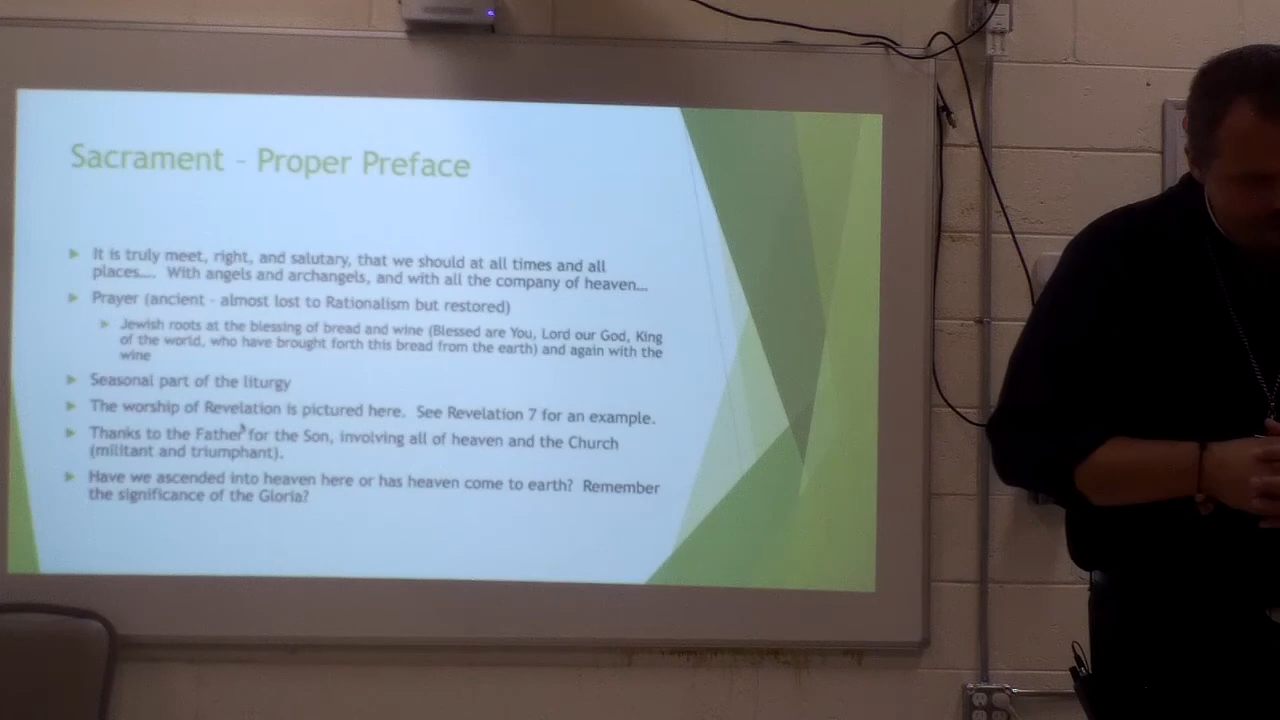 Sacrament – Proper Preface
It is truly meet, right, and salutary, that we should at all times and all
places…. With angels and archangels, and with all the company of heaven…
Prayer (ancient – almost lost to Rationalism but restored)
Jewish roots at the blessing of bread and wine (Blessed are You, Lord our God, King
of the world, who have brought forth this bread from the earth) and again with the
wine
Seasonal part of the liturgy
The worship of Revelation is pictured here. See Revelation 7 for an example.
Thanks to the Father for the Son, involving all of heaven and the Church
(militant and triumphant).
Have we ascended into heaven here or has heaven come to earth? Remember
the significance of the Gloria?